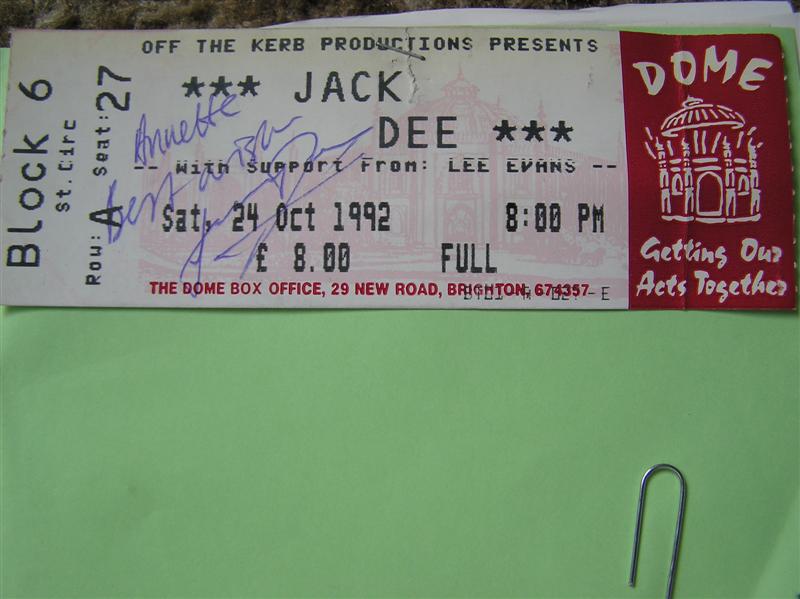 Block 6
St.Circ
Row: A Seat: 27
OFF THE KERB PRODUCTIONS PRESENTS
*** JACK
DEE ***
-- With Support From: LEE EVANS --
Sat, 24 Oct 1992 8:00 PM
£ 8.00 FULL
THE DOME BOX OFFICE, 29 NEW ROAD, BRIGHTON, 674357
Annette
Best wishes
DOME
Getting Our
Acts Together